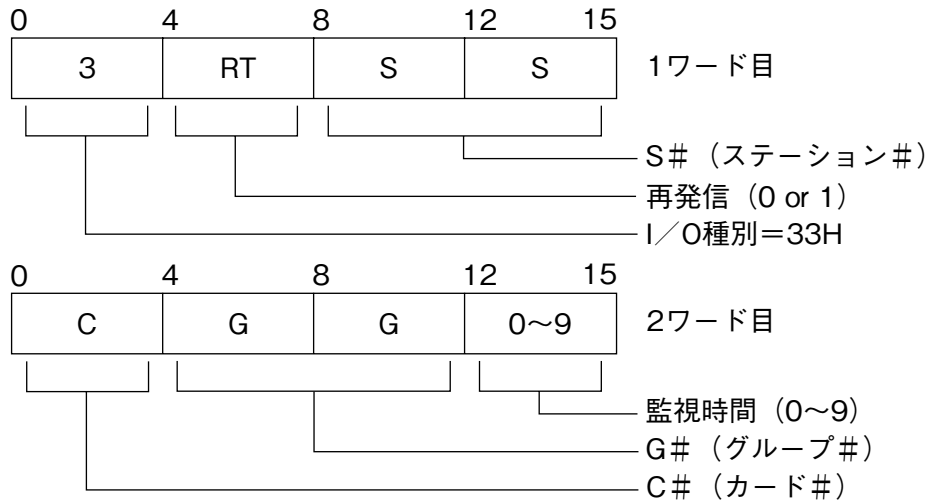 0 4 8 12 15
3 RT S S 1ワード目
S＃（ステーション＃）
再発信（0 or 1）
I／O種別＝33H
0 4 8 12 15
C G G 0～9 2ワード目
監視時間（0～9）
G＃（グループ＃）
C＃（カード＃）